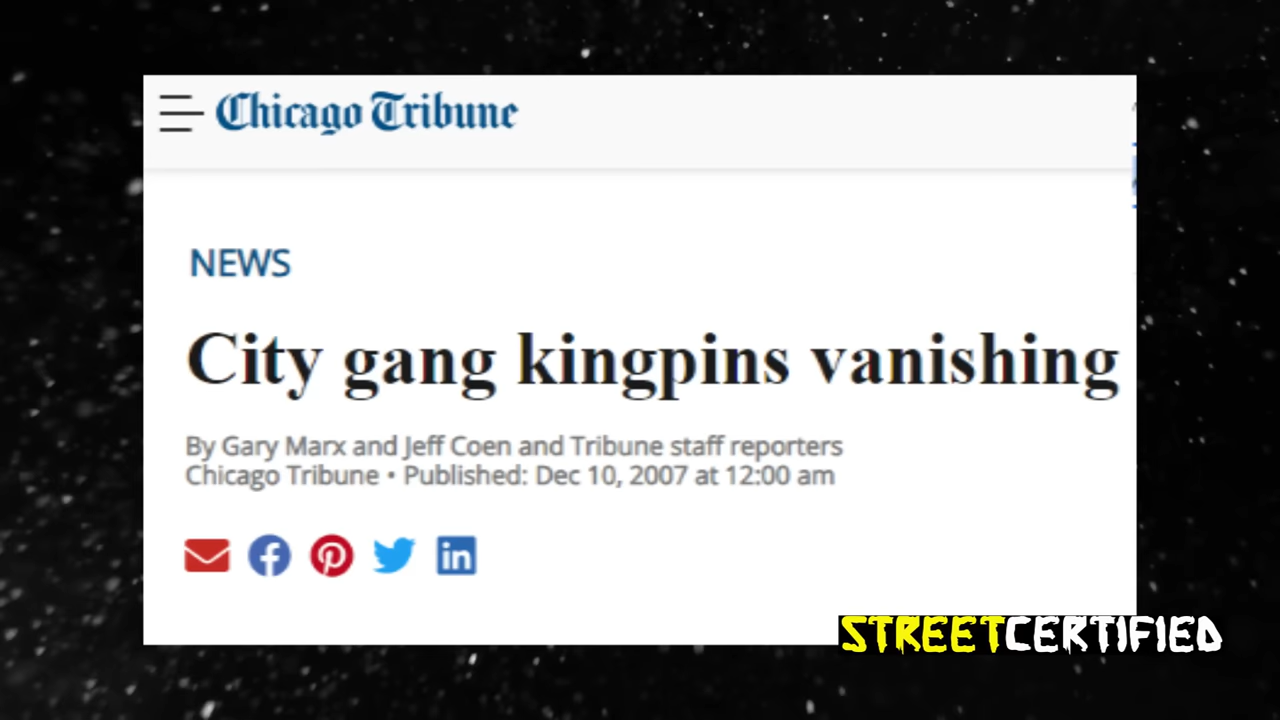 Chicago Tribune
NEWS
City gang kingpins vanishing
By Gary Marx and Jeff Coen and Tribune staff reporters
Chicago Tribune • Published: Dec 10, 2007 at 12:00 am
STREETCERTIFIED